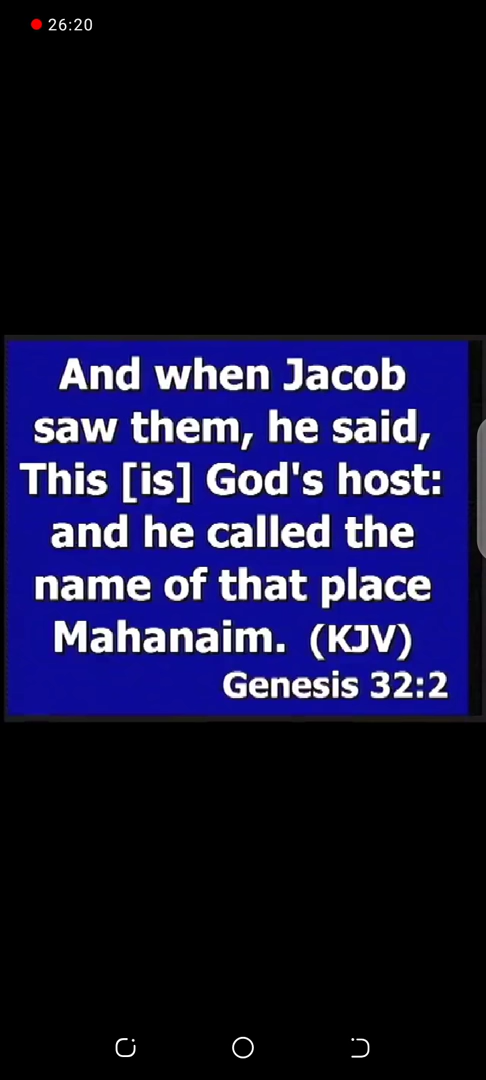 26:20
And when Jacob
saw them, he said,
This [is] God's host:
and he called the
name of that place
Mahanaim.  (KJV)
Genesis 32:2